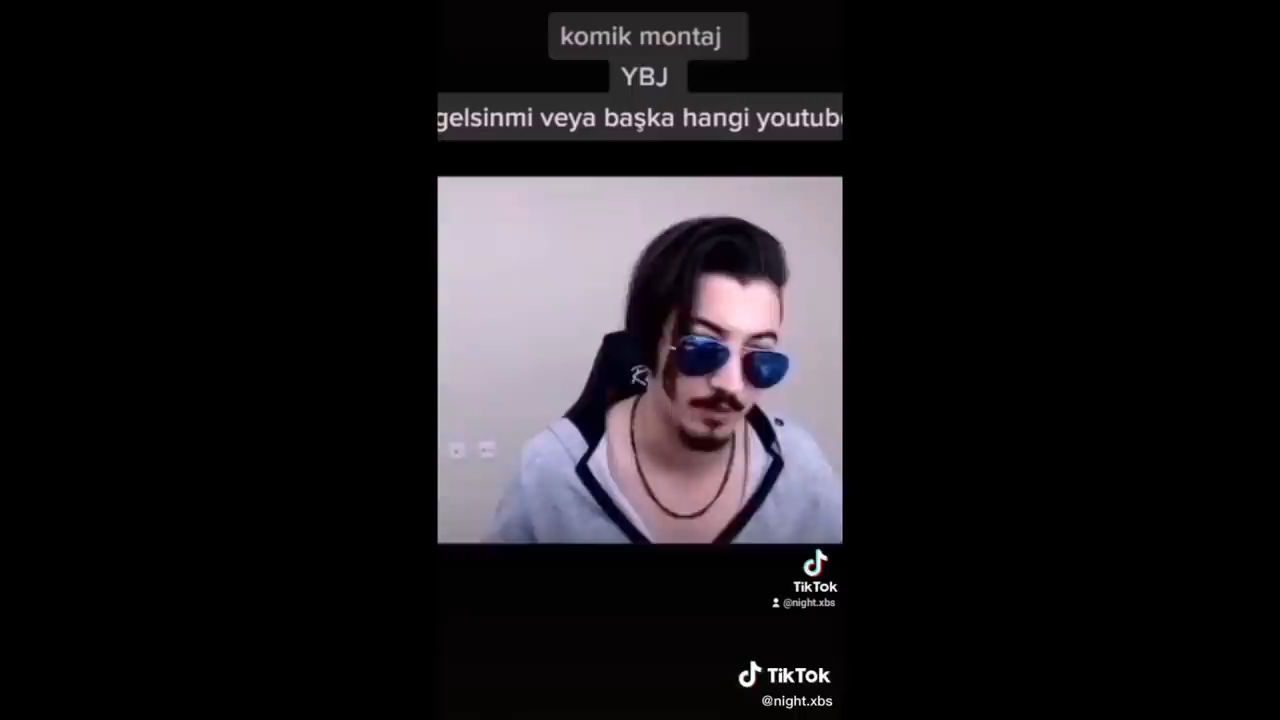 komik montaj
YBJ
gelsinmi veya başka hangi youtub
TikTok
@night.xbs
TikTok
@night.xbs